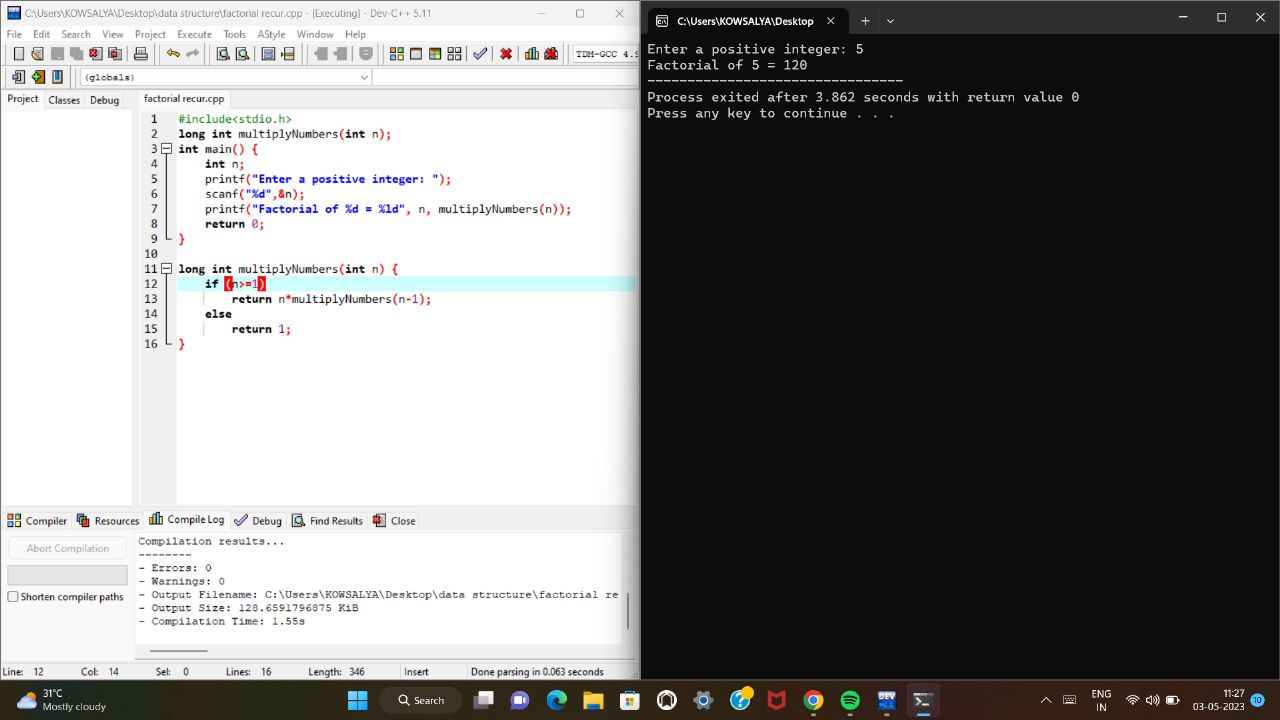 C:\Users\KOWSALYA\Desktop\data structure\factorial recur.cpp - [Executing] - Dev-C++ 5.11
File Edit Search View Project Execute Tools AStyle Window Help
TDM-GCC 4.9
(globals)
Project Classes Debug
factorial recur.cpp
1 #include<stdio.h>
2 long int multiplyNumbers(int n);
3 int main() {
4 int n;
5 printf("Enter a positive integer: ");
6 scanf("%d",&n);
7 printf("Factorial of %d = %ld", n, multiplyNumbers(n));
8 return 0;
9 }
10
11 long int multiplyNumbers(int n) {
12 if (n>=1)
13 return n*multiplyNumbers(n-1);
14 else
15 return 1;
16 }
Compiler Resources Compile Log Debug Find Results Close
Abort Compilation
Shorten compiler paths
Compilation results...
--------
- Errors: 0
- Warnings: 0
- Output Filename: C:\Users\KOWSALYA\Desktop\data structure\factorial re
- Output Size: 128.6591796875 KiB
- Compilation Time: 1.55s
Line: 12 Col: 14 Sel: 0 Lines: 16 Length: 346 Insert Done parsing in 0.063 seconds
C:\Users\KOWSALYA\Desktop
Enter a positive integer: 5
Factorial of 5 = 120
--------------------------------
Process exited after 3.862 seconds with return value 0
Press any key to continue . . .
31°C
Mostly cloudy
Search
DEV
ENG
IN
11:27
03-05-2023
10